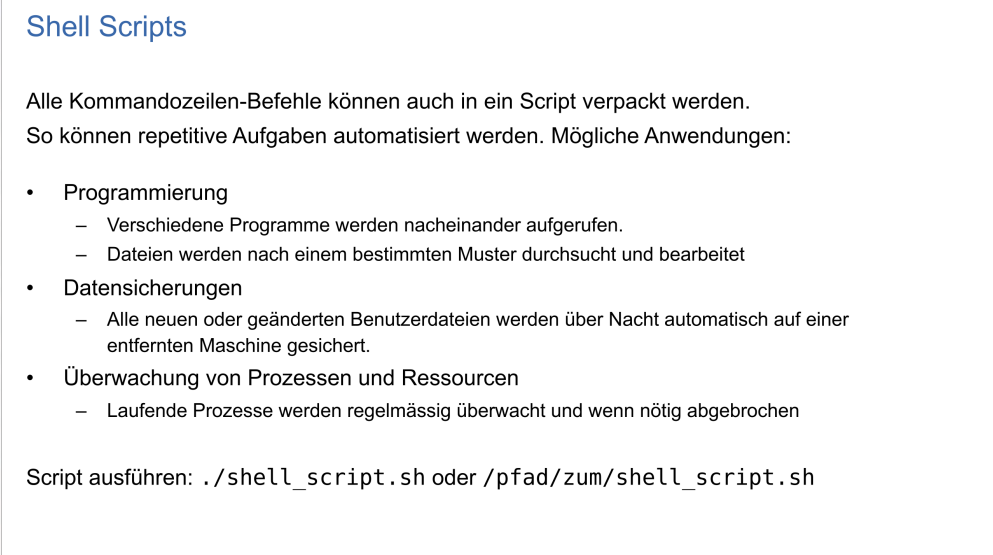 Shell Scripts
Alle Kommandozeilen-Befehle können auch in ein Script verpackt werden.
So können repetitive Aufgaben automatisiert werden. Mögliche Anwendungen:
• Programmierung
– Verschiedene Programme werden nacheinander aufgerufen.
– Dateien werden nach einem bestimmten Muster durchsucht und bearbeitet
• Datensicherungen
– Alle neuen oder geänderten Benutzerdateien werden über Nacht automatisch auf einer
entfernten Maschine gesichert.
• Überwachung von Prozessen und Ressourcen
– Laufende Prozesse werden regelmässig überwacht und wenn nötig abgebrochen
Script ausführen: ./shell_script.sh oder /pfad/zum/shell_script.sh